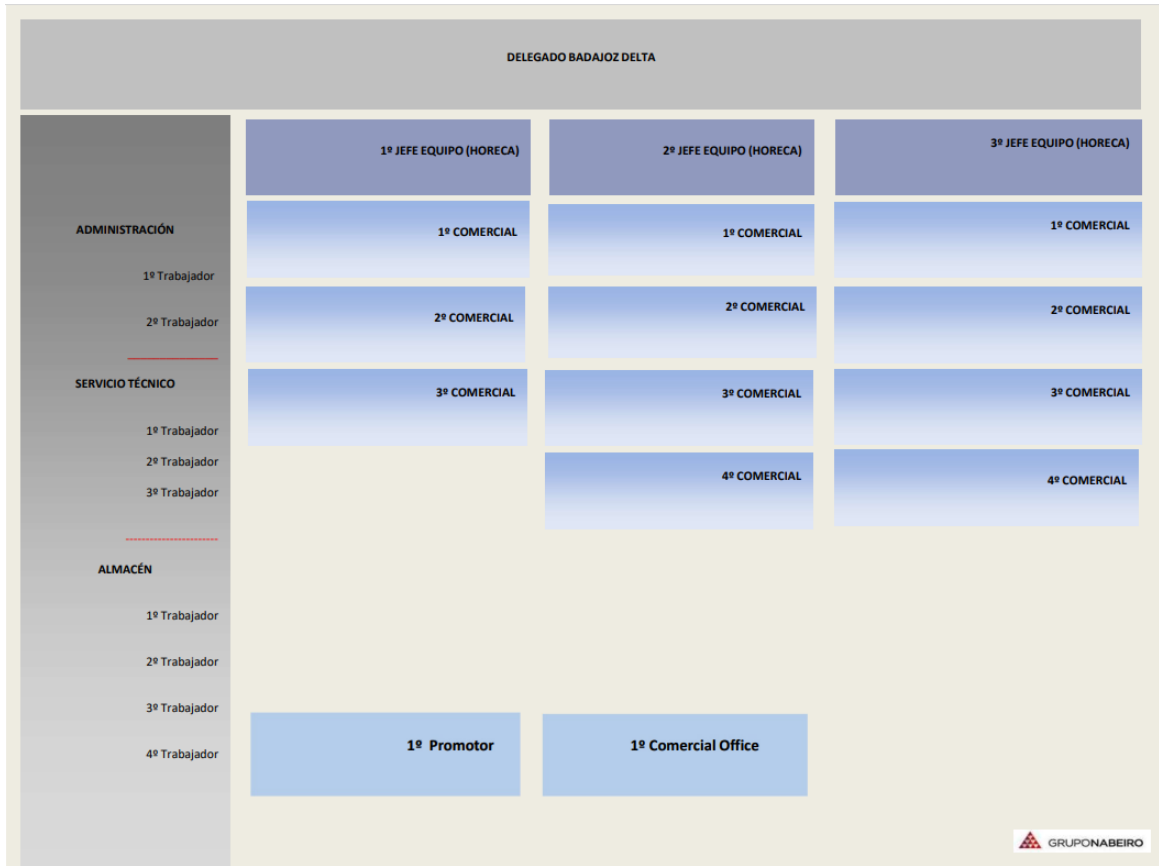 DELEGADO BADAJOZ DELTA
ADMINISTRACIÓN
1º Trabajador
2º Trabajador
--------------------
SERVICIO TÉCNICO
1º Trabajador
2º Trabajador
3º Trabajador
-----------------------
ALMACÉN
1º Trabajador
2º Trabajador
3º Trabajador
4º Trabajador
1º JEFE EQUIPO (HORECA)
1º COMERCIAL
2º COMERCIAL
3º COMERCIAL
2º JEFE EQUIPO (HORECA)
1º COMERCIAL
2º COMERCIAL
3º COMERCIAL
4º COMERCIAL
3º JEFE EQUIPO (HORECA)
1º COMERCIAL
2º COMERCIAL
3º COMERCIAL
4º COMERCIAL
1º Promotor
1º Comercial Office
GRUPONABEIRO